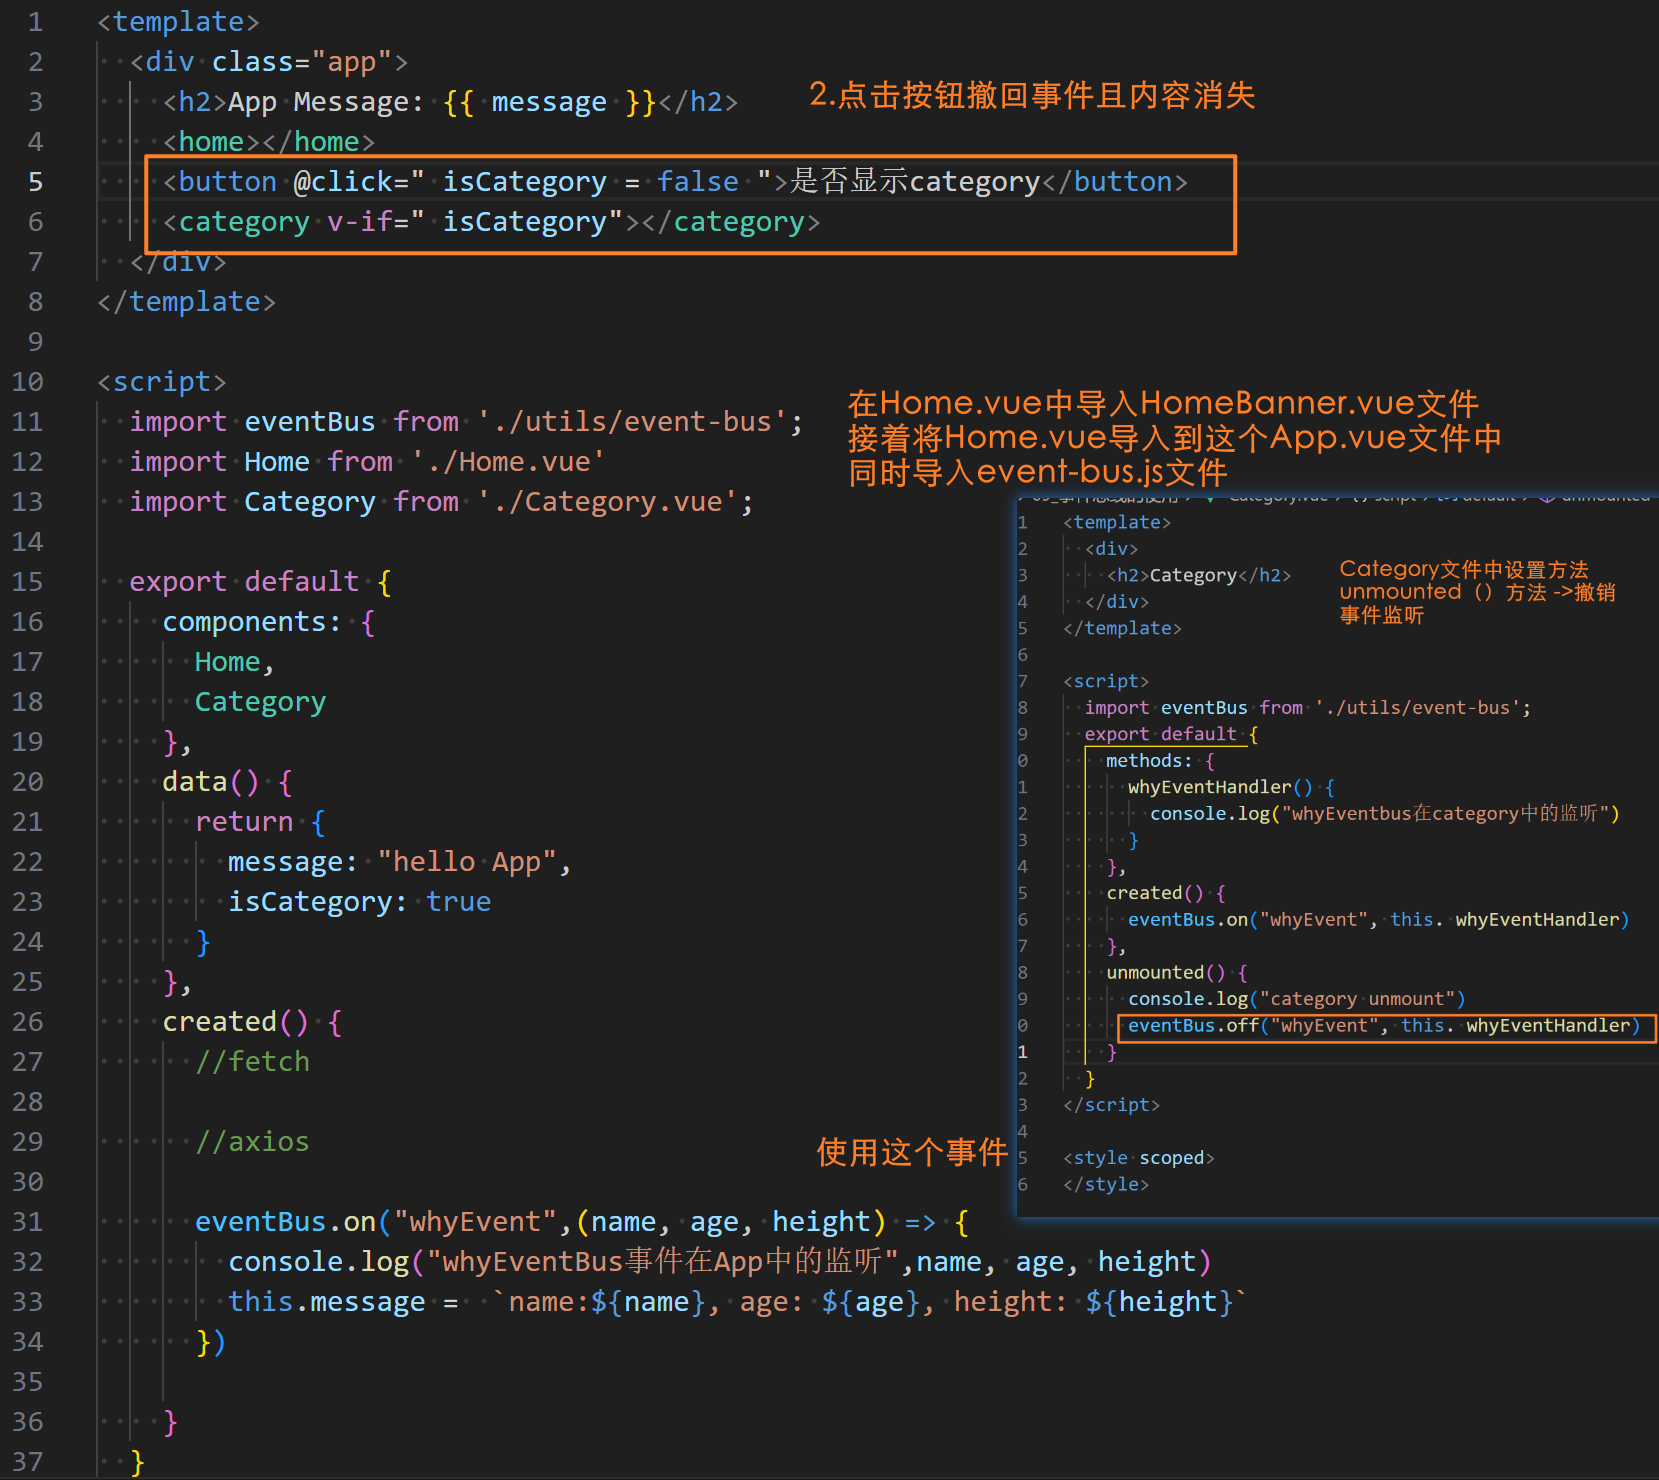 1 <template>
2 <div class="app">
3 <h2>App Message: {{ message }}</h2>
2.点击按钮撤回事件且内容消失
4 <home></home>
5 <button @click=" isCategory = false ">是否显示category</button>
6 <category v-if=" isCategory"></category>
7 </div>
8 </template>
9
10 <script>
11 import eventBus from './utils/event-bus';
12 import Home from './Home.vue'
13 import Category from './Category.vue';
14
15 export default {
16 components: {
17 Home,
18 Category
19 },
20 data() {
21 return {
22 message: "hello App",
23 isCategory: true
24 }
25 },
26 created() {
27 //fetch
28
29 //axios
30
31 eventBus.on("whyEvent",(name, age, height) => {
32 console.log("whyEventBus事件在App中的监听",name, age, height)
33 this.message =  `name:${name}, age: ${age}, height: ${height}`
34 })
35
36 }
37 }
在Home.vue中导入HomeBanner.vue文件
接着将Home.vue导入到这个App.vue文件中
同时导入event-bus.js文件
使用这个事件
1 <template>
2 <div>
3 <h2>Category</h2>
4 </div>
5 </template>
6
7 <script>
8 import eventBus from './utils/event-bus';
9 export default {
0 methods: {
1 whyEventHandler() {
2 console.log("whyEventbus在category中的监听")
3 }
4 },
5 created() {
6 eventBus.on("whyEvent", this. whyEventHandler)
7 },
8 unmounted() {
9 console.log("category unmount")
0 eventBus.off("whyEvent", this. whyEventHandler)
1 }
2 }
3 </script>
4
5 <style scoped>
6 </style>
Category文件中设置方法
unmounted（）方法 ->撤销
事件监听